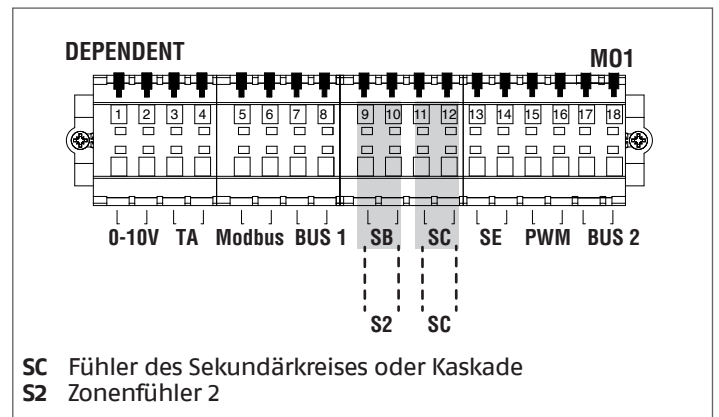 DEPENDENT M01
1 2 3 4 5 6 7 8 9 10 11 12 13 14 15 16 17 18
0-10V TA Modbus BUS 1 SB SC SE PWM BUS 2
S2 SC
SC Fühler des Sekundärkreises oder Kaskade
S2 Zonenfühler 2